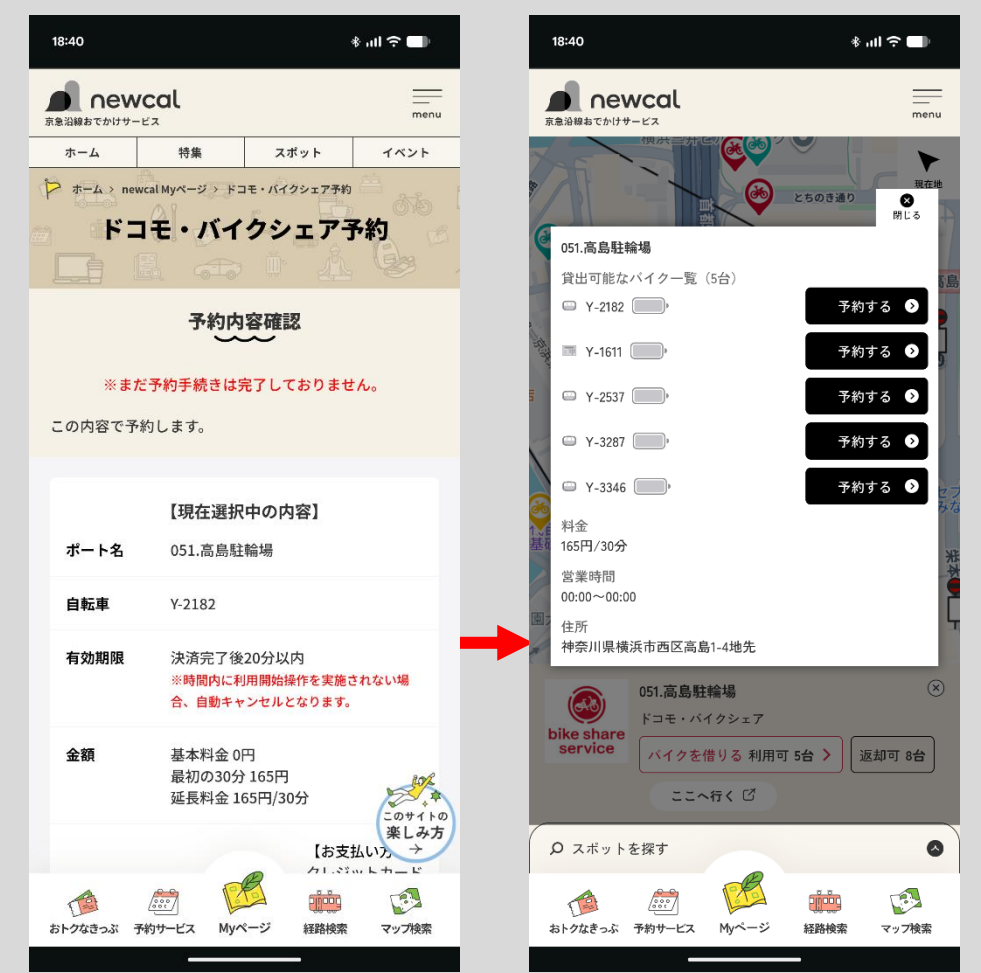 18:40
newcal
京急沿線おでかけサービス
menu
ホーム
特集
スポット
イベント
ホーム > newcal Myページ > ドコモ・バイクシェア予約
ドコモ・バイクシェア予約
予約内容確認
※まだ予約手続きは完了しておりません。
この内容で予約します。
【現在選択中の内容】
ポート名 051.高島駐輪場
自転車 Y-2182
有効期限 決済完了後20分以内
※時間内に利用開始操作を実施されない場
合、自動キャンセルとなります。
金額 基本料金 0円
最初の30分 165円
延長料金 165円/30分
このサイトの
楽しみ方
【お支払い方
クレジットカード
おトクなきっぷ
予約サービス
Myページ
経路検索
マップ検索
18:40
newcal
京急沿線おでかけサービス
menu
とちのき通り
現在地
首都
閉じる
051.高島駐輪場
貸出可能なバイク一覧（5台）
Y-2182 予約する
Y-1611 予約する
Y-2537 予約する
Y-3287 予約する
Y-3346 予約する
料金
165円/30分
営業時間
00:00〜00:00
住所
神奈川県横浜市西区高島1-4地先
051.高島駐輪場
ドコモ・バイクシェア
bike share
service
バイクを借りる 利用可 5台
返却可 8台
ここへ行く
スポットを探す
おトクなきっぷ
予約サービス
Myページ
経路検索
マップ検索